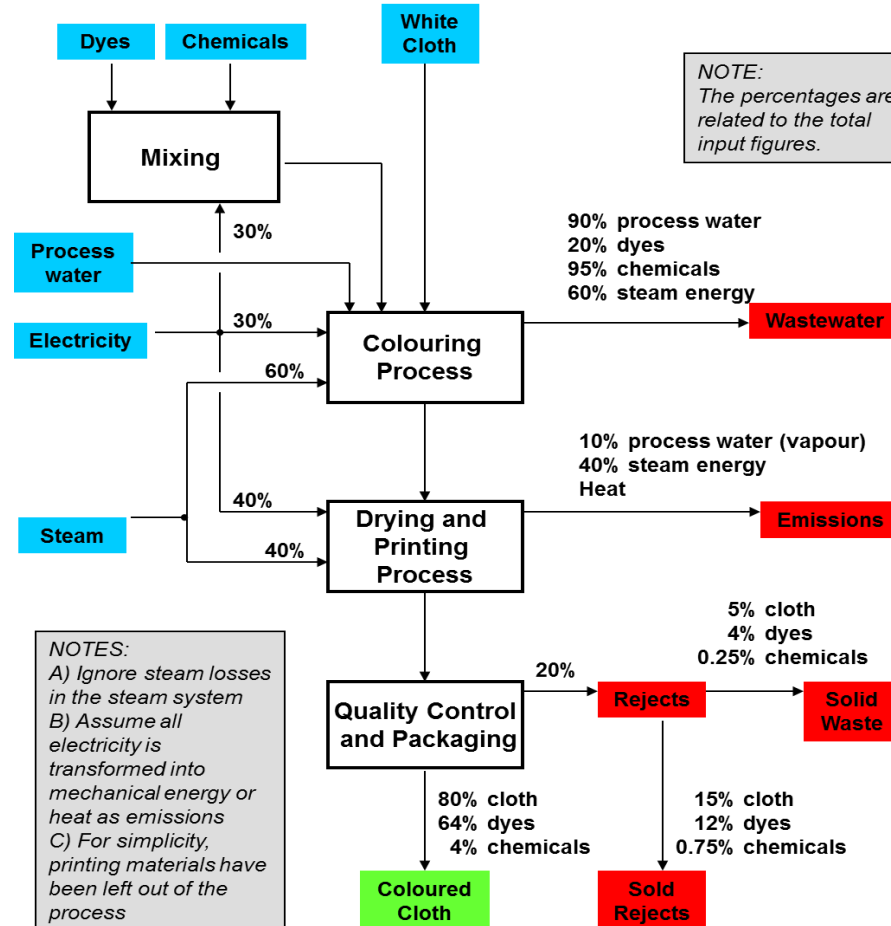 Dyes
Chemicals
White
Cloth
NOTE:
The percentages are
related to the total
input figures.
Mixing
30%
90% process water
20% dyes
95% chemicals
60% steam energy
Process
water
Electricity
30%
60%
Colouring
Process
Wastewater
10% process water (vapour)
40% steam energy
Heat
Steam
40%
40%
Drying and
Printing
Process
Emissions
NOTES:
A) Ignore steam losses
in the steam system
B) Assume all
electricity is
transformed into
mechanical energy or
heat as emissions
C) For simplicity,
printing materials have
been left out of the
process
5% cloth
4% dyes
0.25% chemicals
Quality Control
and Packaging
20%
Rejects
Solid
Waste
80% cloth
64% dyes
4% chemicals
15% cloth
12% dyes
0.75% chemicals
Coloured
Cloth
Sold
Rejects